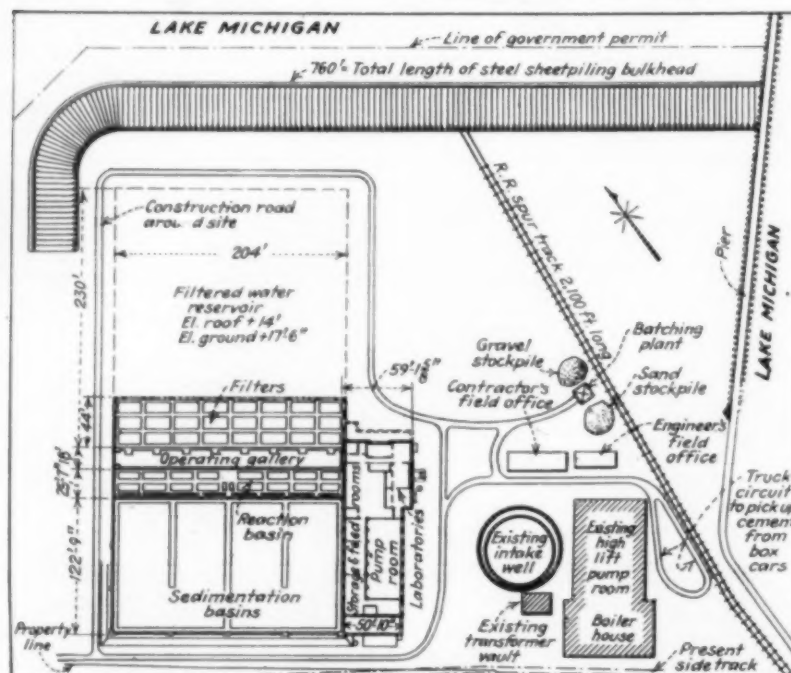 LAKE MICHIGAN
Line of government permit
760'= Total length of steel sheetpiling bulkhead
Construction road
around site
204'
230'
Filtered water
reservoir
El. roof + 14'
El. ground +17'-6"
R.R. spur track 2,100 ft long
Pier
LAKE MICHIGAN
Gravel
stockpile
Batching
plant
Sand
stockpile
Contractor's
field office
Engineer's
field
office
Filters
44'
Operating gallery
Reaction
basin
122'-9"
Sedimentation
basins
Storage & feed rooms
Pump
room
Laboratories
Existing
intake
well
Existing
high
lift
pump
room
Boiler
house
Existing
transformer
vault
Truck
circuit
to pick up
cement
from
box
cars
Property
line
Present
side track